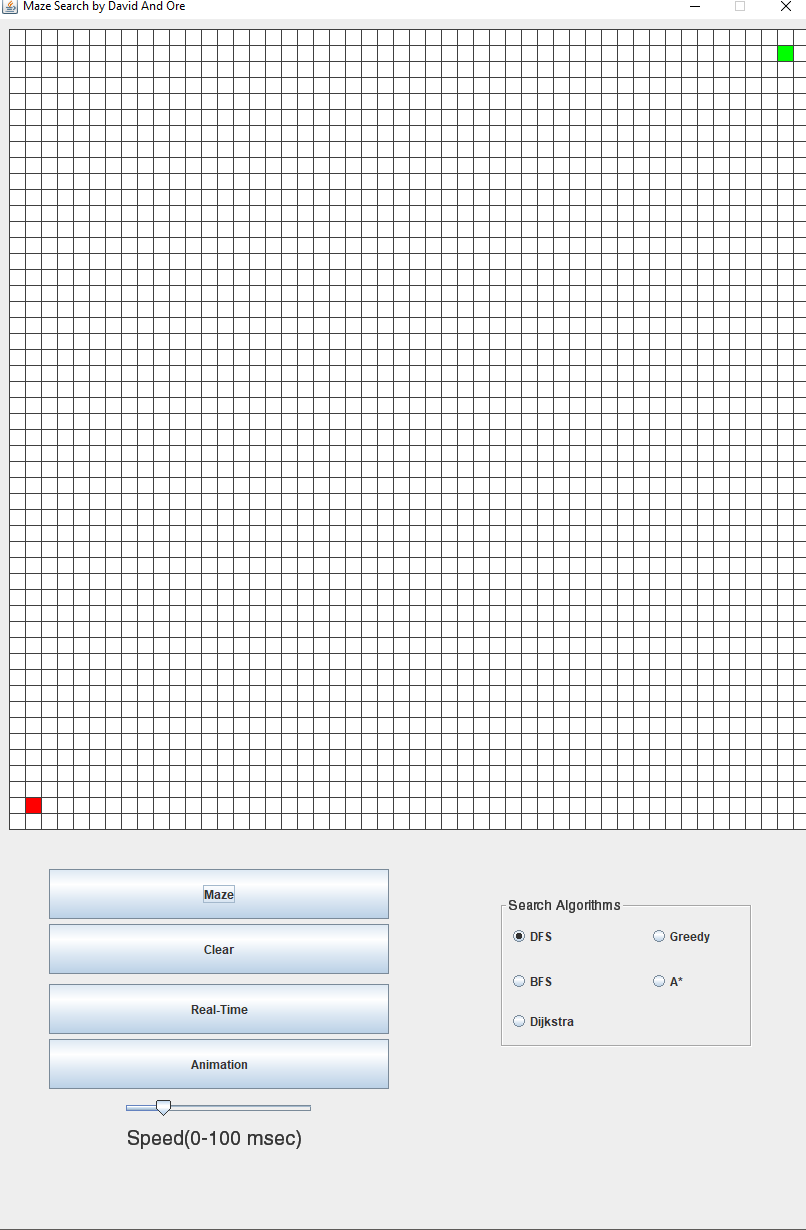 Maze Search by David And Ore
Maze
Clear
Real-Time
Animation
Speed(0-100 msec)
Search Algorithms
DFS
Greedy
BFS
A*
Dijkstra